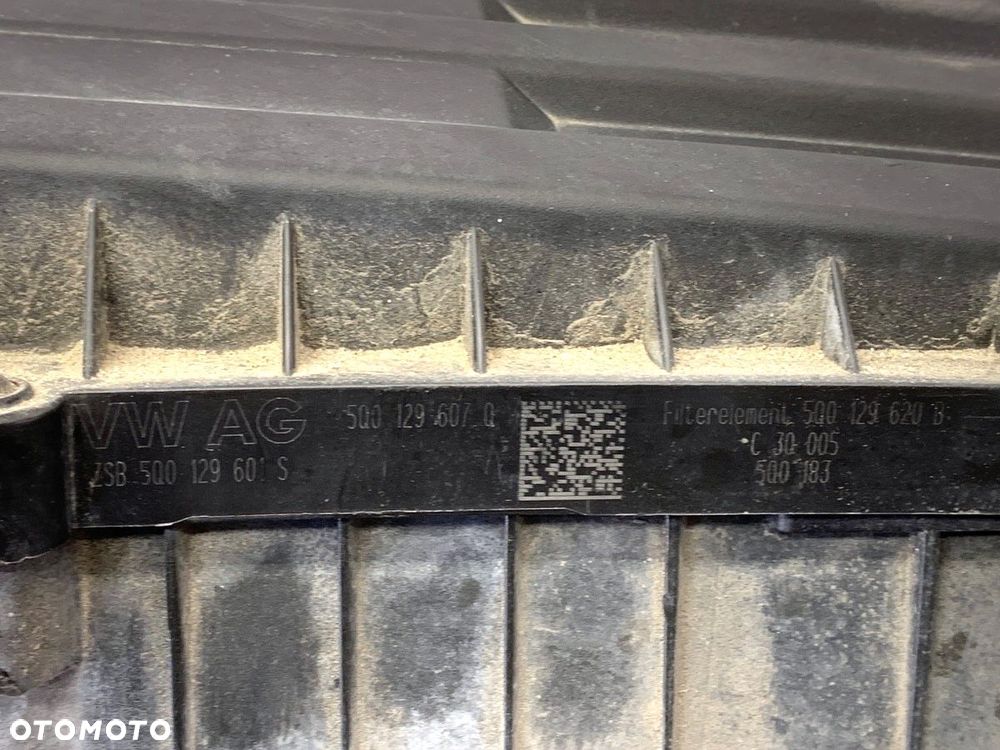 VW AG
ZSB 5Q0 129 601 S
5Q0 129 607 Q
Filterelement 5Q0 129 620 B
C 30 005
5Q0 183
OTOMOTO